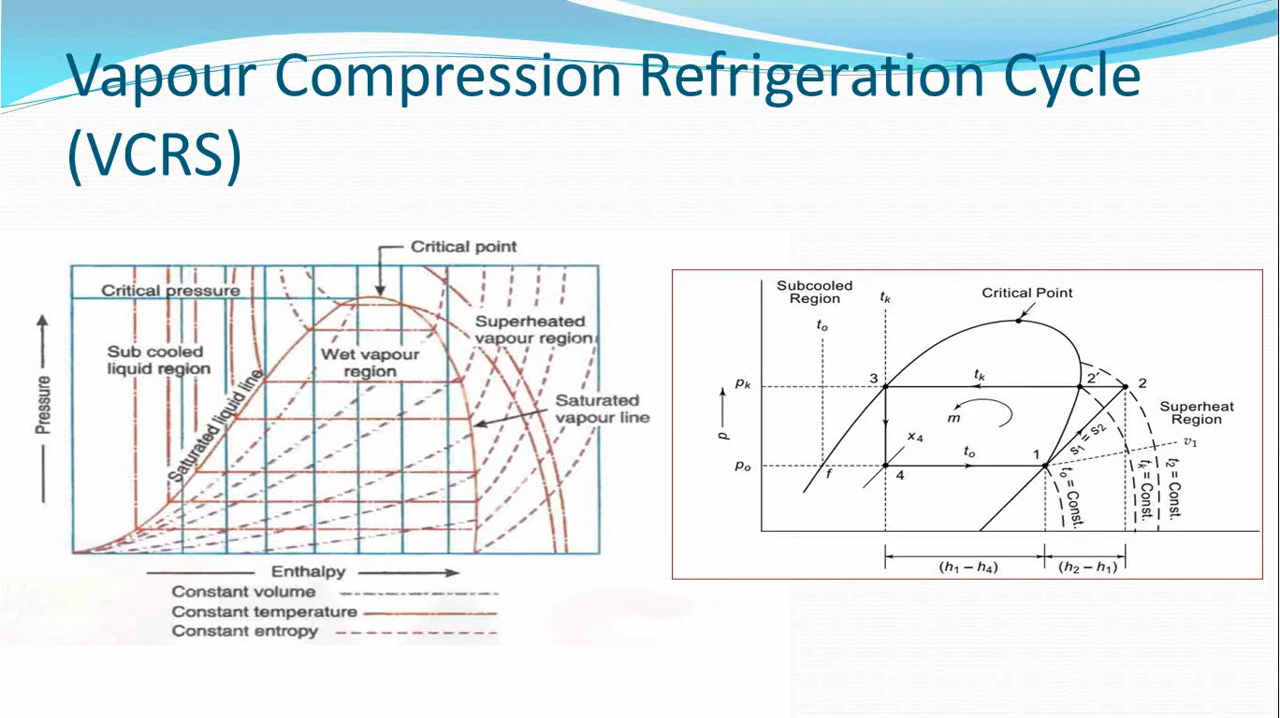 Vapour Compression Refrigeration Cycle
(VCRS)
Critical point
Critical pressure
Superheated
vapour region
Sub cooled
liquid region
Wet vapour
region
Saturated liquid line
Saturated
vapour line
Pressure
Enthalpy
Constant volume
Constant temperature
Constant entropy
Subcooled
Region
tk
Critical Point
to
pk
3
tk
2'
2
Superheat
Region
m
s1 = s2
v1
x4
p
po
f
4
to
1
to = Const.
tk = Const.
t2 = Const.
(h1 – h4)
(h2 – h1)